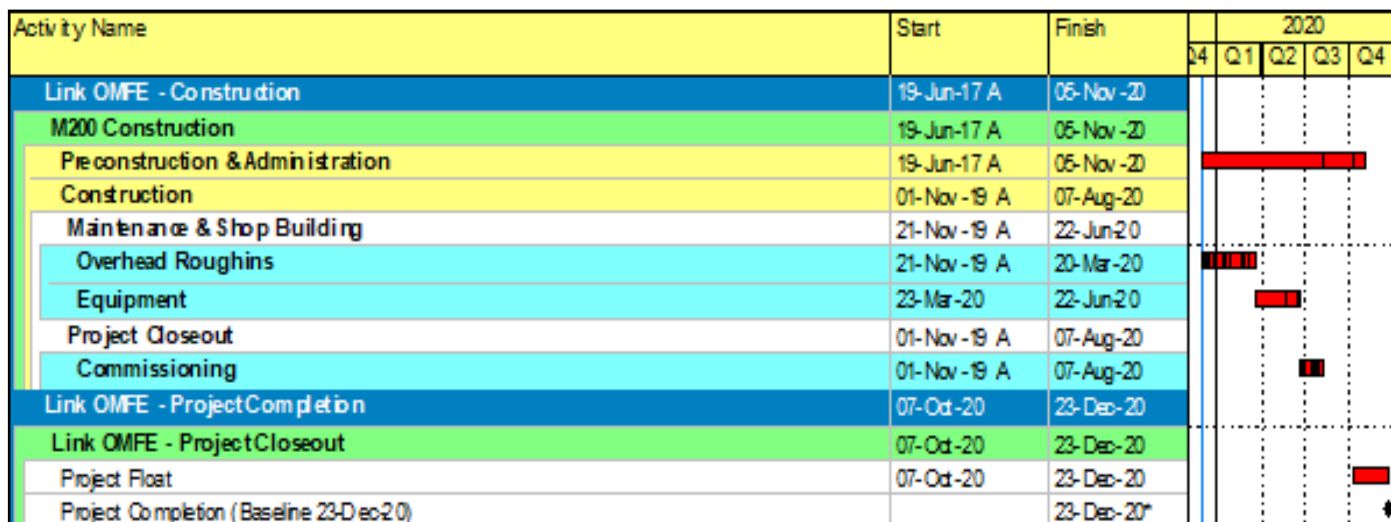 Activity Name Start Finish 2020
Q4 Q1 Q2 Q3 Q4
Link OMFE - Construction 19-Jun-17 A 05-Nov-20
M200 Construction 19-Jun-17 A 05-Nov-20
Preconstruction & Administration 19-Jun-17 A 05-Nov-20
Construction 01-Nov-19 A 07-Aug-20
Maintenance & Shop Building 21-Nov-19 A 22-Jun-20
Overhead Roughins 21-Nov-19 A 20-Mar-20
Equipment 23-Mar-20 22-Jun-20
Project Closeout 01-Nov-19 A 07-Aug-20
Commissioning 01-Nov-19 A 07-Aug-20
Link OMFE - Project Completion 07-Oct-20 23-Dec-20
Link OMFE - Project Closeout 07-Oct-20 23-Dec-20
Project Float 07-Oct-20 23-Dec-20
Project Completion (Baseline 23-Dec-20) 23-Dec-20*